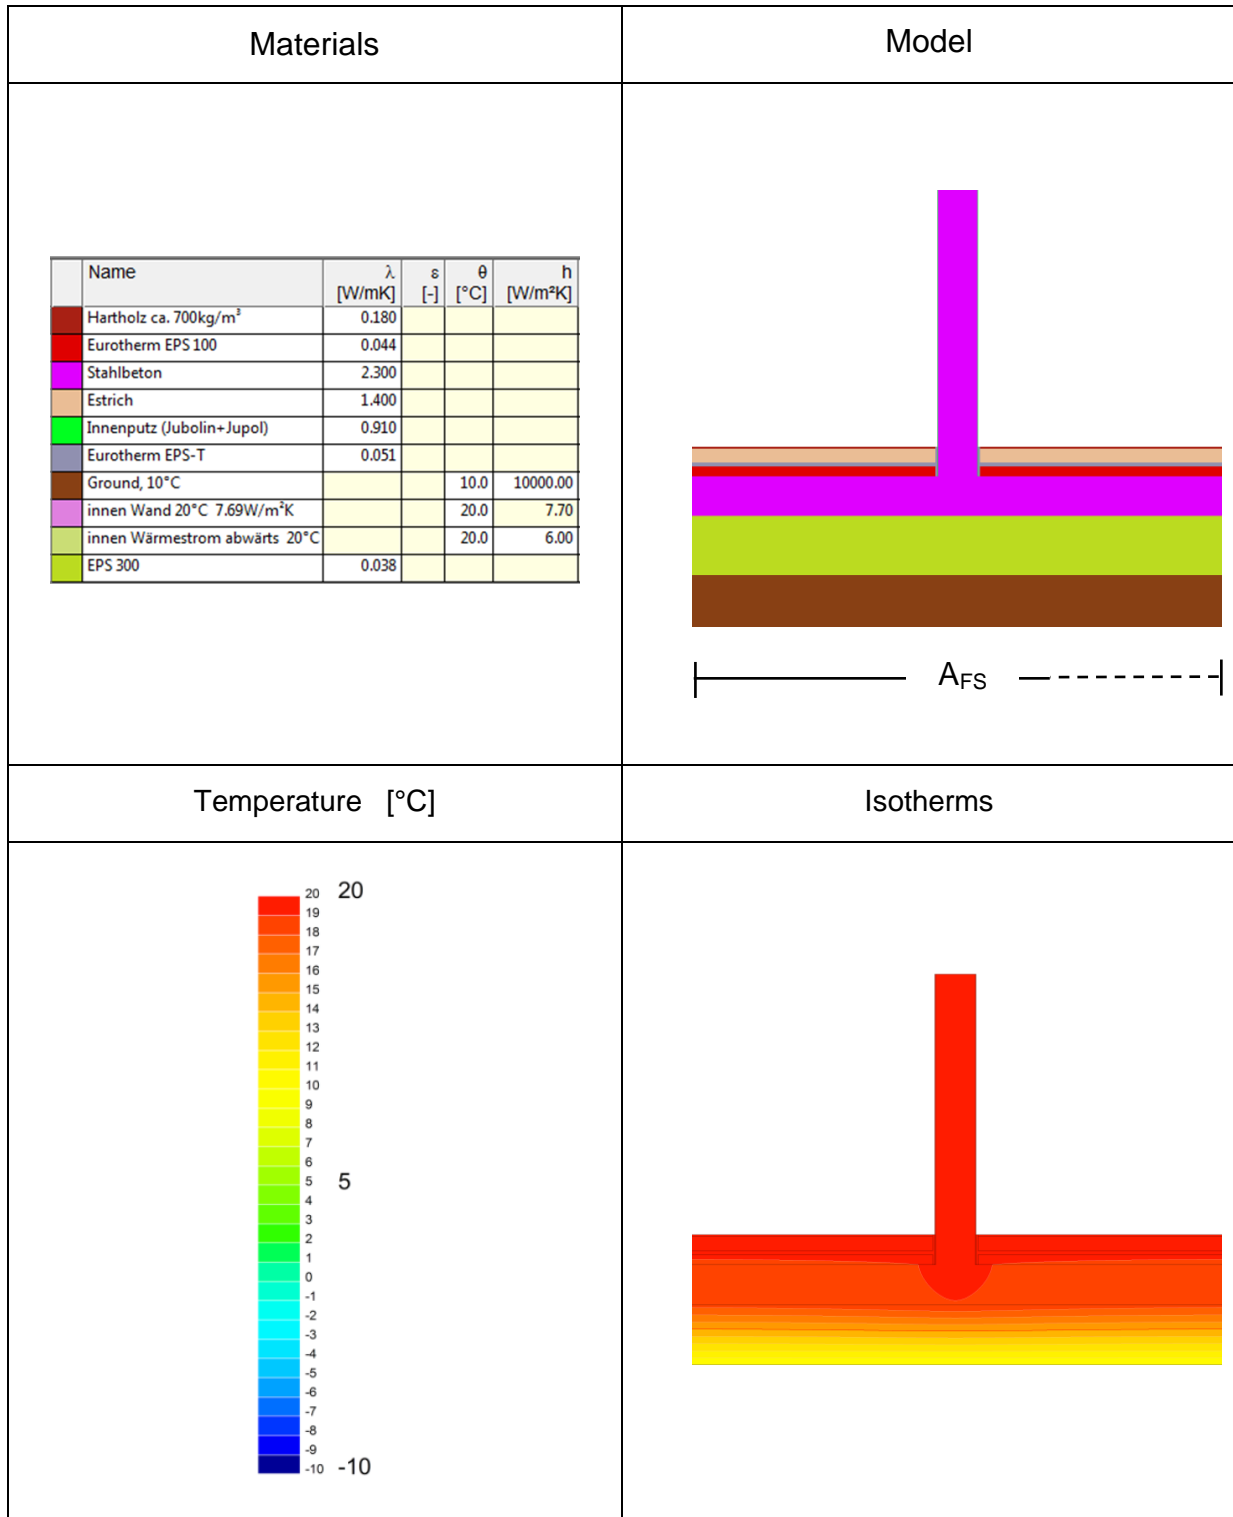 Materials
Model
Name λ ε θ h
[W/mK] [-] [°C] [W/m²K]
Hartholz ca. 700kg/m³ 0.180
Eurotherm EPS 100 0.044
Stahlbeton 2.300
Estrich 1.400
Innenputz (Jubolin+Jupol) 0.910
Eurotherm EPS-T 0.051
Ground, 10°C 10.0 10000.00
innen Wand 20°C 7.69W/m²K 20.0 7.70
innen Wärmestrom abwärts 20°C 20.0 6.00
EPS 300 0.038
AFS
Temperature [°C]
Isotherms
20 20
19
18
17
16
15
14
13
12
11
10
9
8
7
6
5 5
4
3
2
1
0
-1
-2
-3
-4
-5
-6
-7
-8
-9
-10 -10